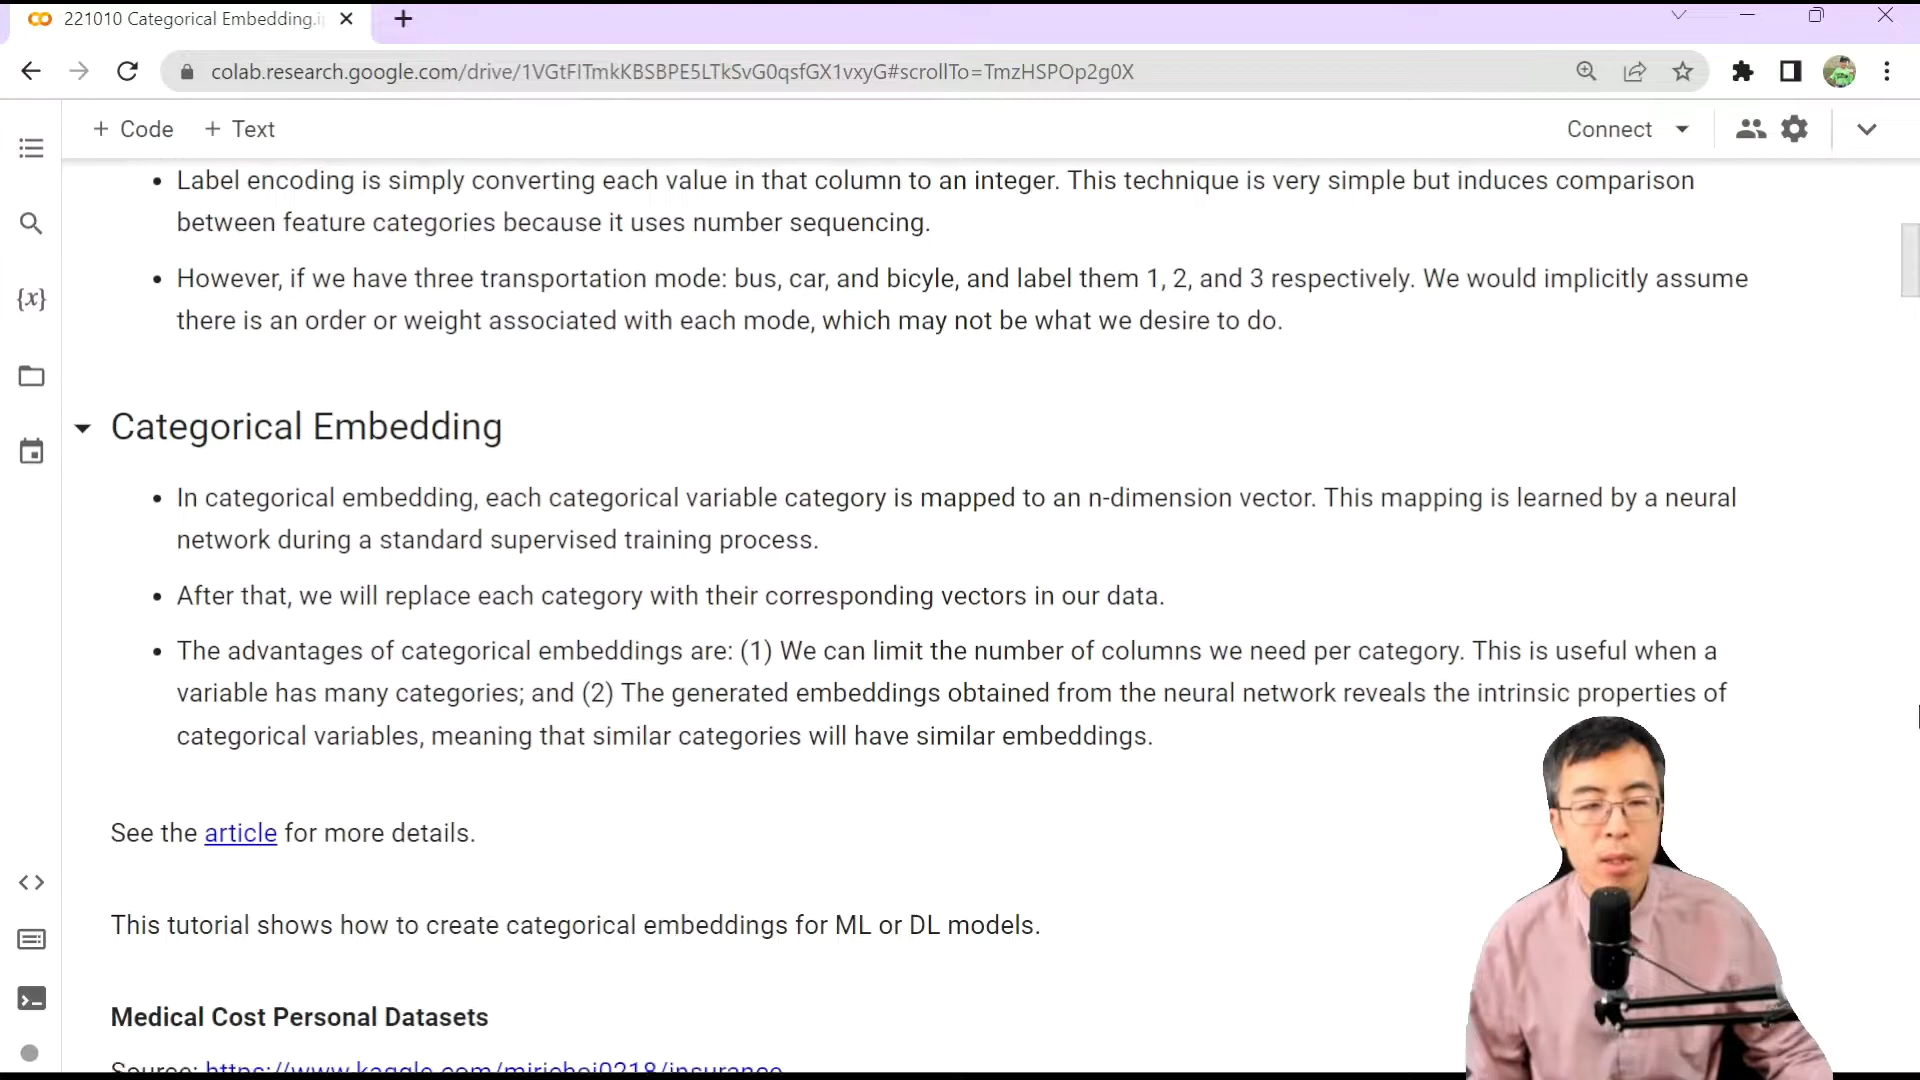 221010 Categorical Embedding.i
colab.research.google.com/drive/1VGtFITmkKBSBPE5LTkSvG0qsfGX1vxyG#scrollTo=TmzHSPOp2g0X
+ Code + Text Connect
Label encoding is simply converting each value in that column to an integer. This technique is very simple but induces comparison
between feature categories because it uses number sequencing.
However, if we have three transportation mode: bus, car, and bicyle, and label them 1, 2, and 3 respectively. We would implicitly assume
there is an order or weight associated with each mode, which may not be what we desire to do.
Categorical Embedding
In categorical embedding, each categorical variable category is mapped to an n-dimension vector. This mapping is learned by a neural
network during a standard supervised training process.
After that, we will replace each category with their corresponding vectors in our data.
The advantages of categorical embeddings are: (1) We can limit the number of columns we need per category. This is useful when a
variable has many categories; and (2) The generated embeddings obtained from the neural network reveals the intrinsic properties of
categorical variables, meaning that similar categories will have similar embeddings.
See the article for more details.
This tutorial shows how to create categorical embeddings for ML or DL models.
Medical Cost Personal Datasets
Source: https://www.kaggle.com/mirichoi0218/insurance